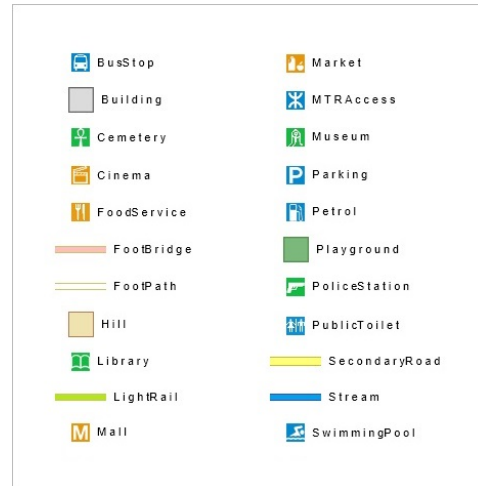 BusStop
Building
Cemetery
Cinema
FoodService
FootBridge
FootPath
Hill
Library
LightRail
M Mall
Market
MTRAccess
Museum
P Parking
Petrol
Playground
PoliceStation
PublicToilet
SecondaryRoad
Stream
SwimmingPool